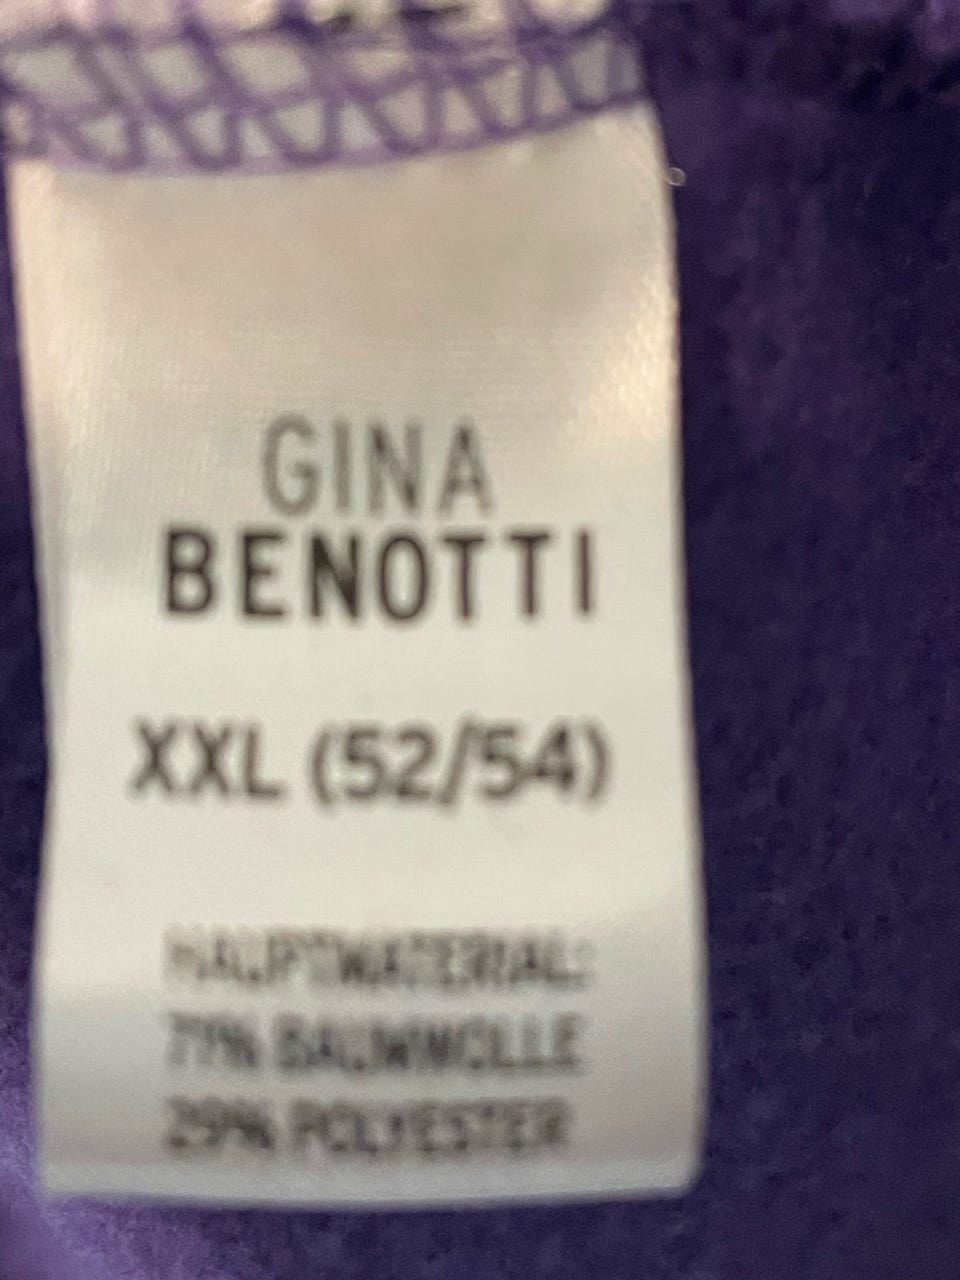 GINA
BENOTTI
XXL (52/54)
HAUPTMATERIAL:
71% BAUMWOLLE
29% POLYESTER